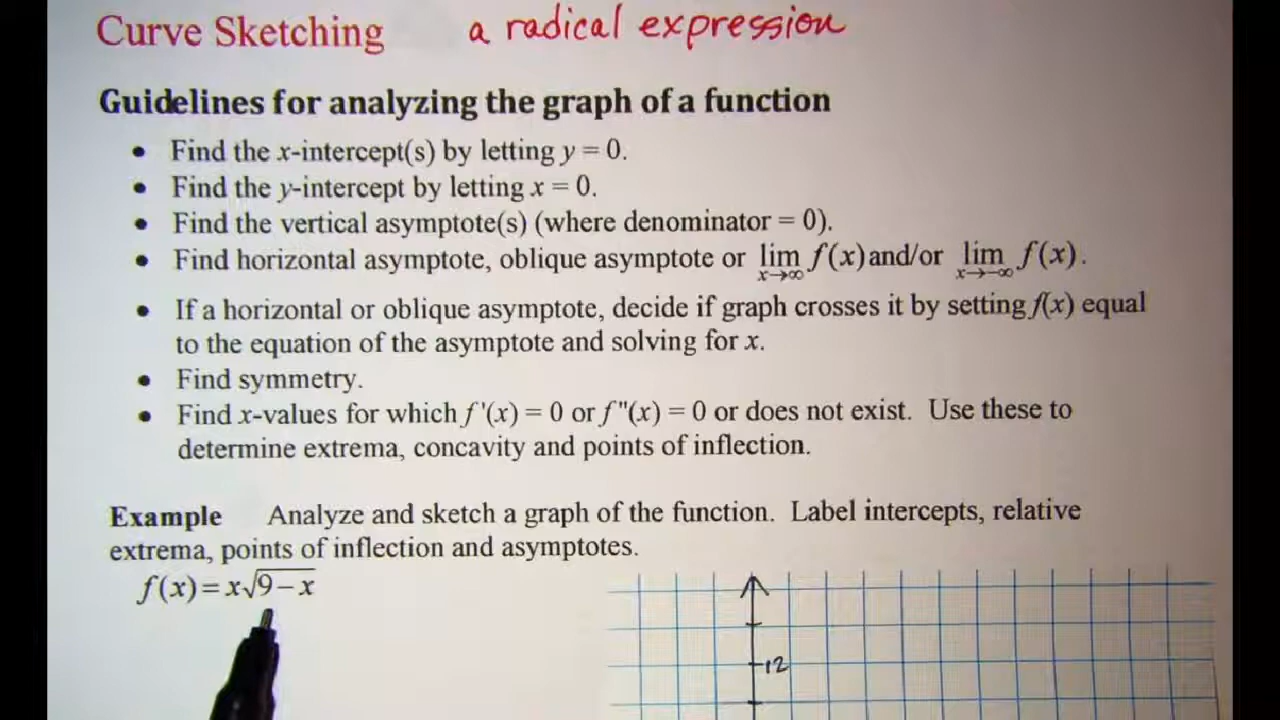 Curve Sketching a radical expression
Guidelines for analyzing the graph of a function
• Find the x-intercept(s) by letting y = 0.
• Find the y-intercept by letting x = 0.
• Find the vertical asymptote(s) (where denominator = 0).
• Find horizontal asymptote, oblique asymptote or lim x→∞ f(x) and/or lim x→-∞ f(x).
• If a horizontal or oblique asymptote, decide if graph crosses it by setting f(x) equal
to the equation of the asymptote and solving for x.
• Find symmetry.
• Find x-values for which f'(x) = 0 or f"(x) = 0 or does not exist. Use these to
determine extrema, concavity and points of inflection.
Example Analyze and sketch a graph of the function. Label intercepts, relative
extrema, points of inflection and asymptotes.
f(x) = x√9−x
12